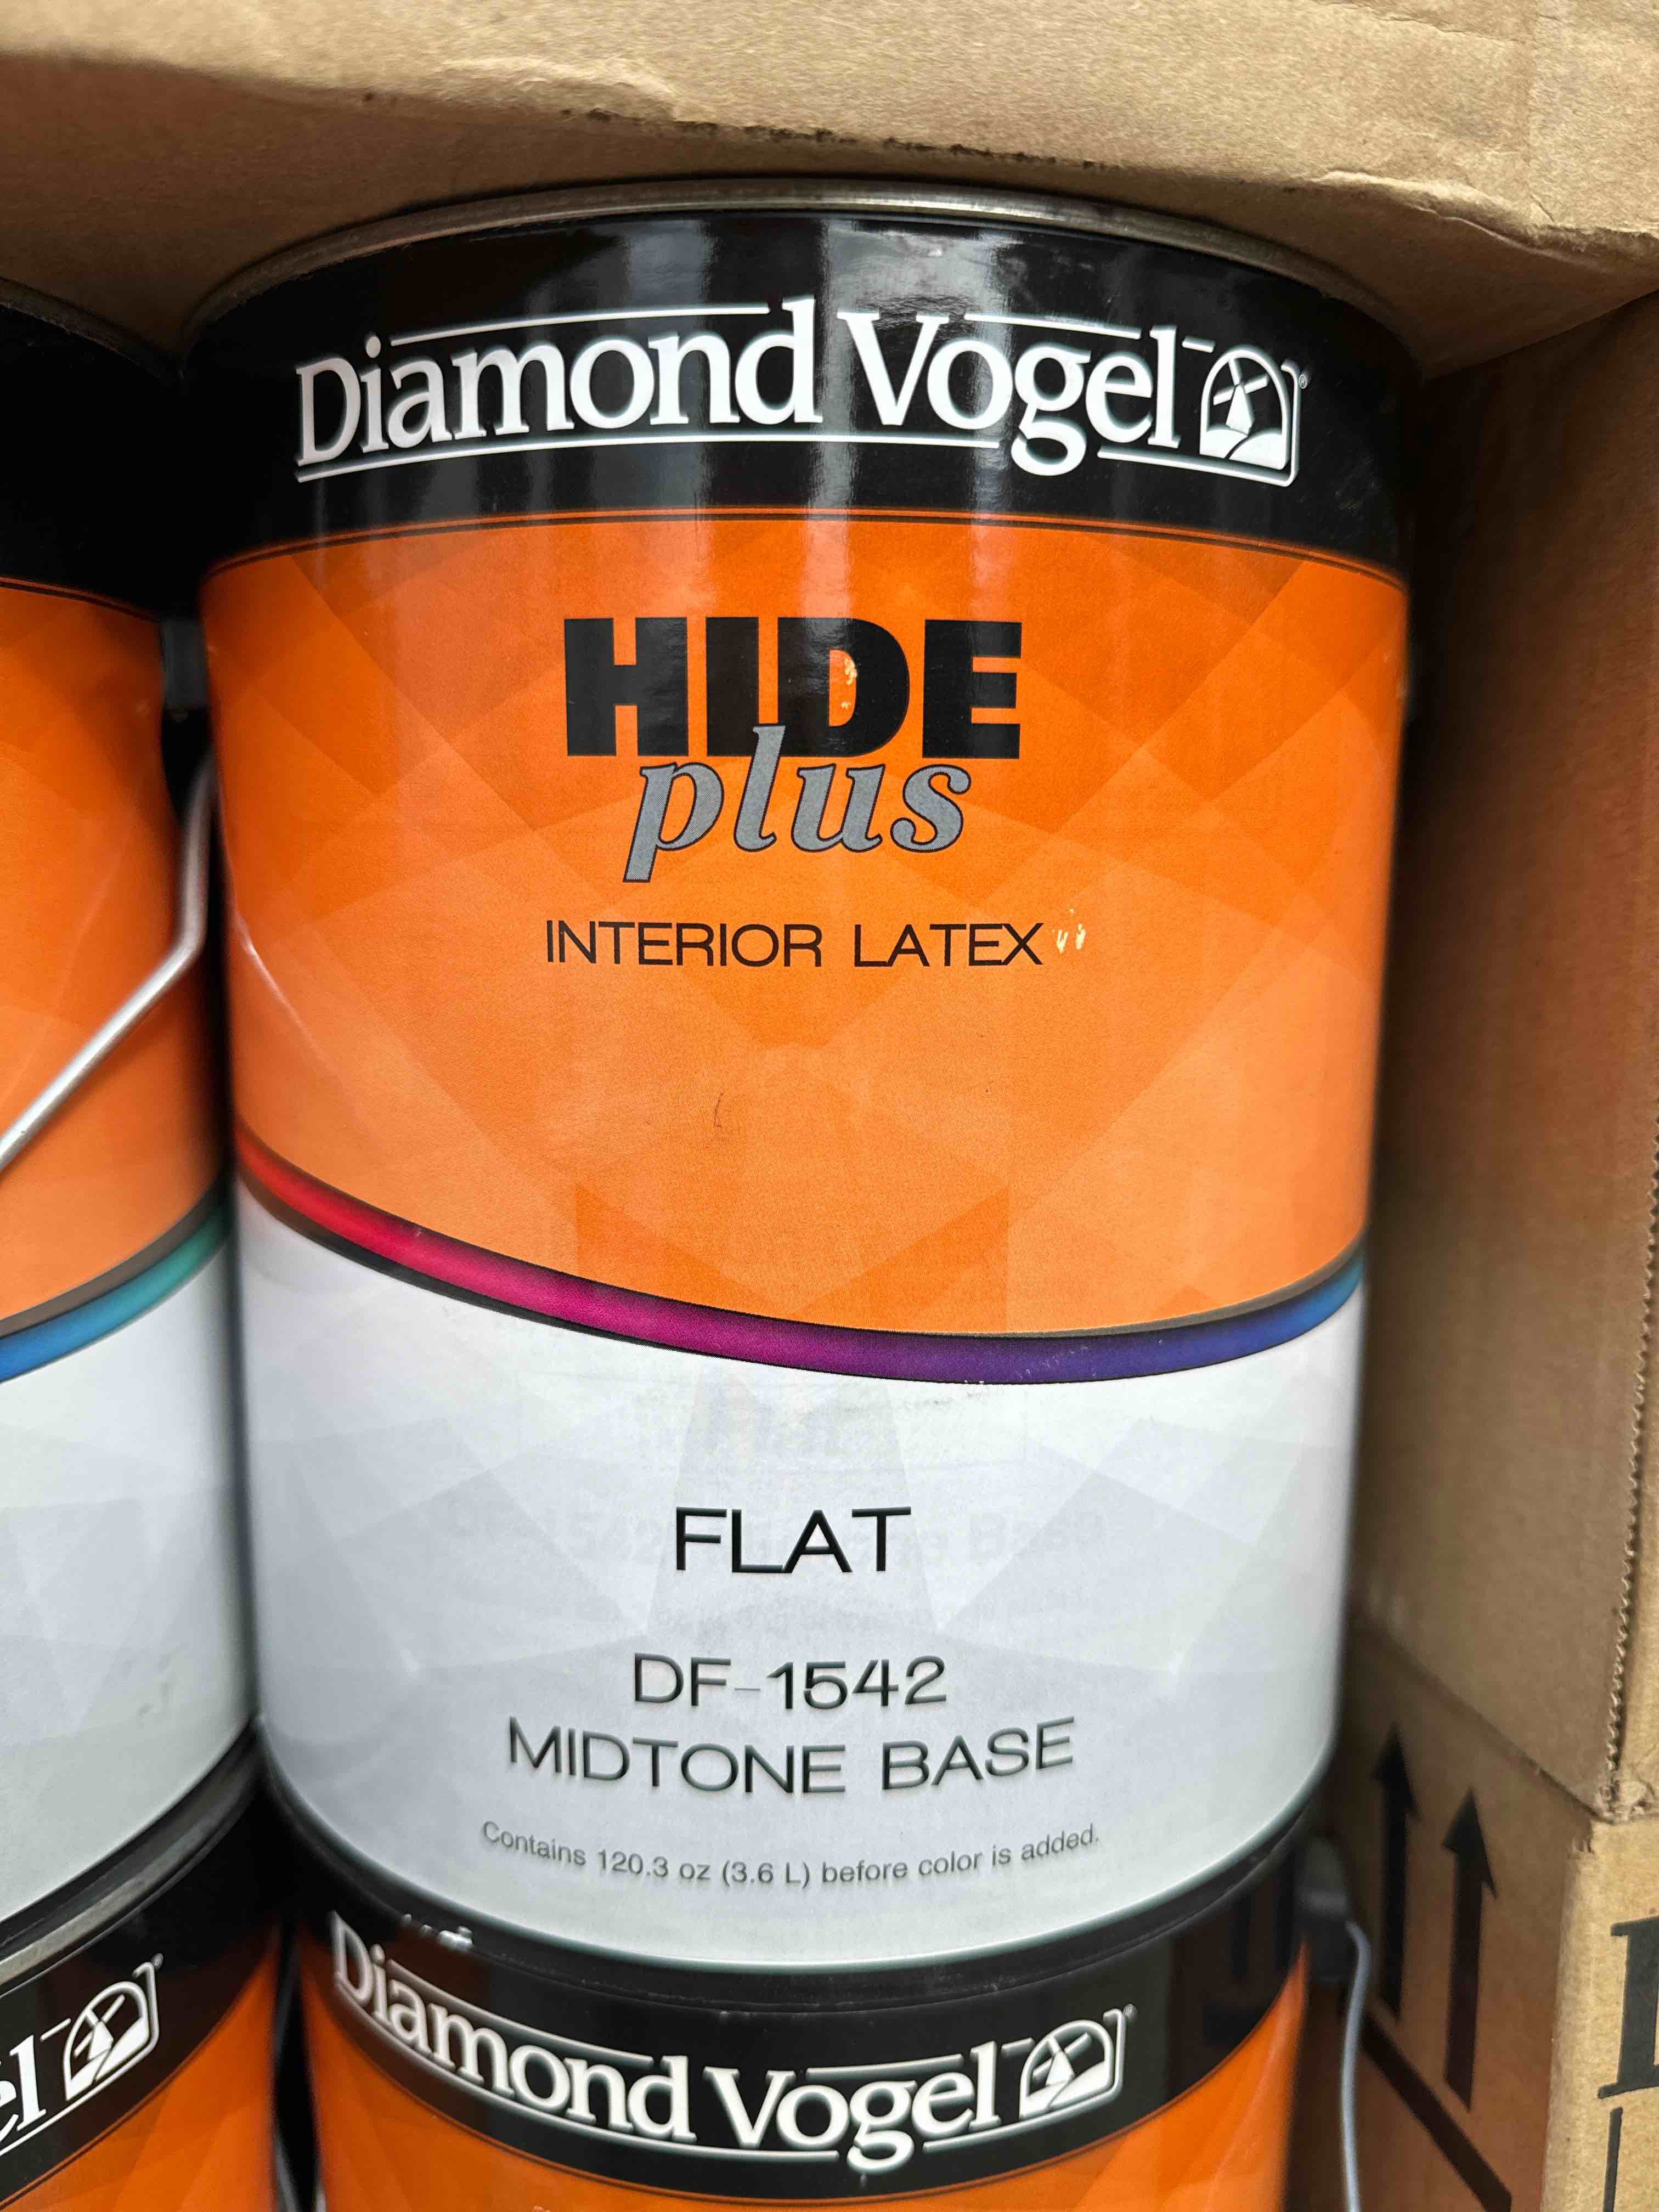 Diamond Vogel
HIDE
plus
INTERIOR LATEX
FLAT
DF-1542
MIDTONE BASE
Contains 120.3 oz (3.6 L) before color is added.
Diamond Vogel